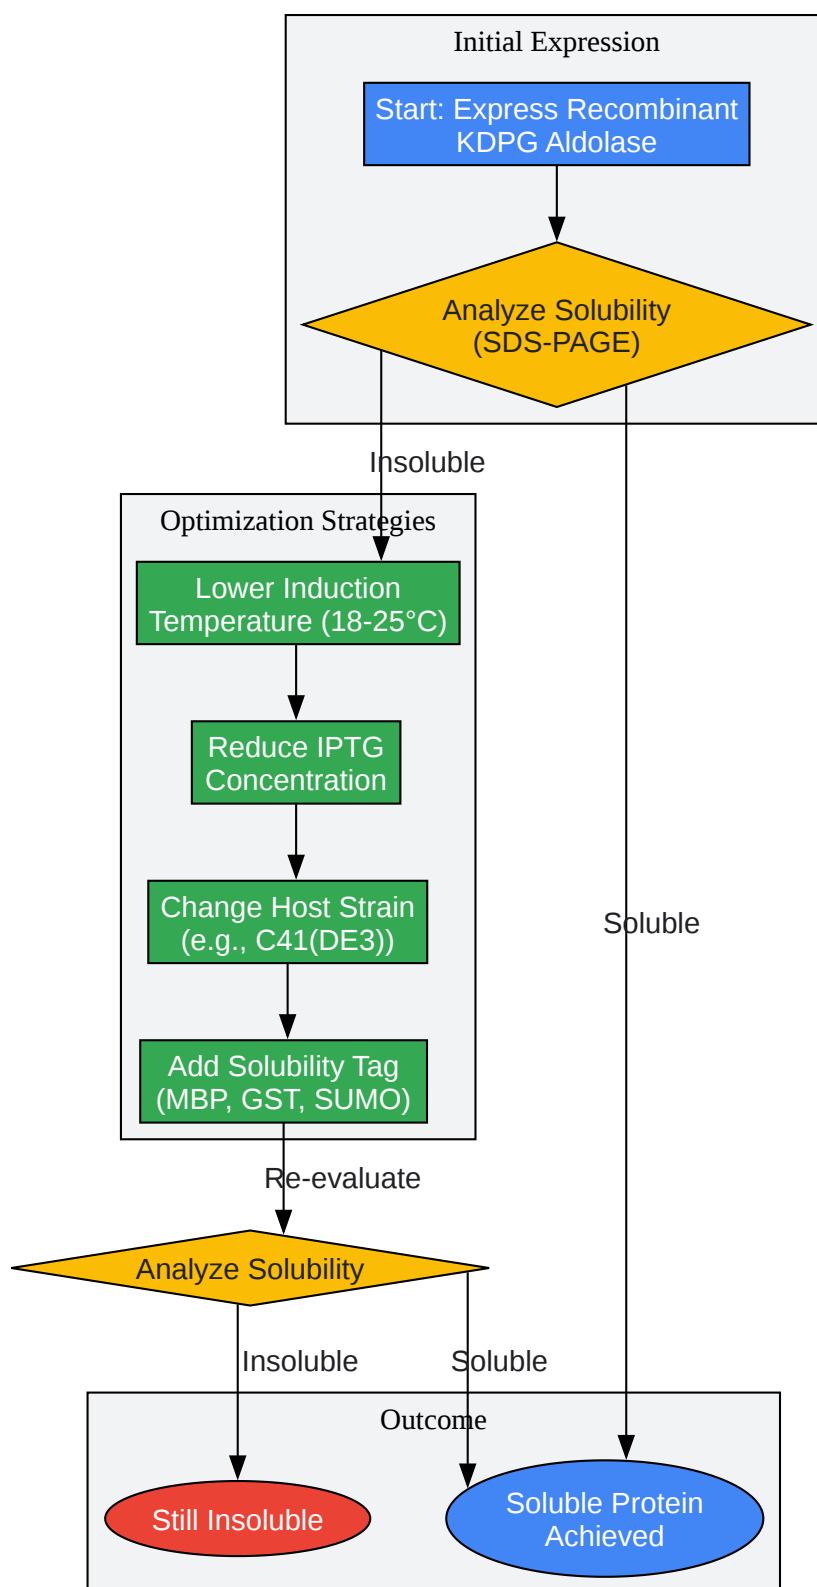 Initial Expression
Start: Express Recombinant
KDPG Aldolase
Analyze Solubility
(SDS-PAGE)
Insoluble
Optimization Strategies
Lower Induction
Temperature (18-25°C)
Reduce IPTG
Concentration
Change Host Strain
(e.g., C41(DE3))
Soluble
Add Solubility Tag
(MBP, GST, SUMO)
Re-evaluate
Analyze Solubility
Insoluble
Soluble
Outcome
Still Insoluble
Soluble Protein
Achieved